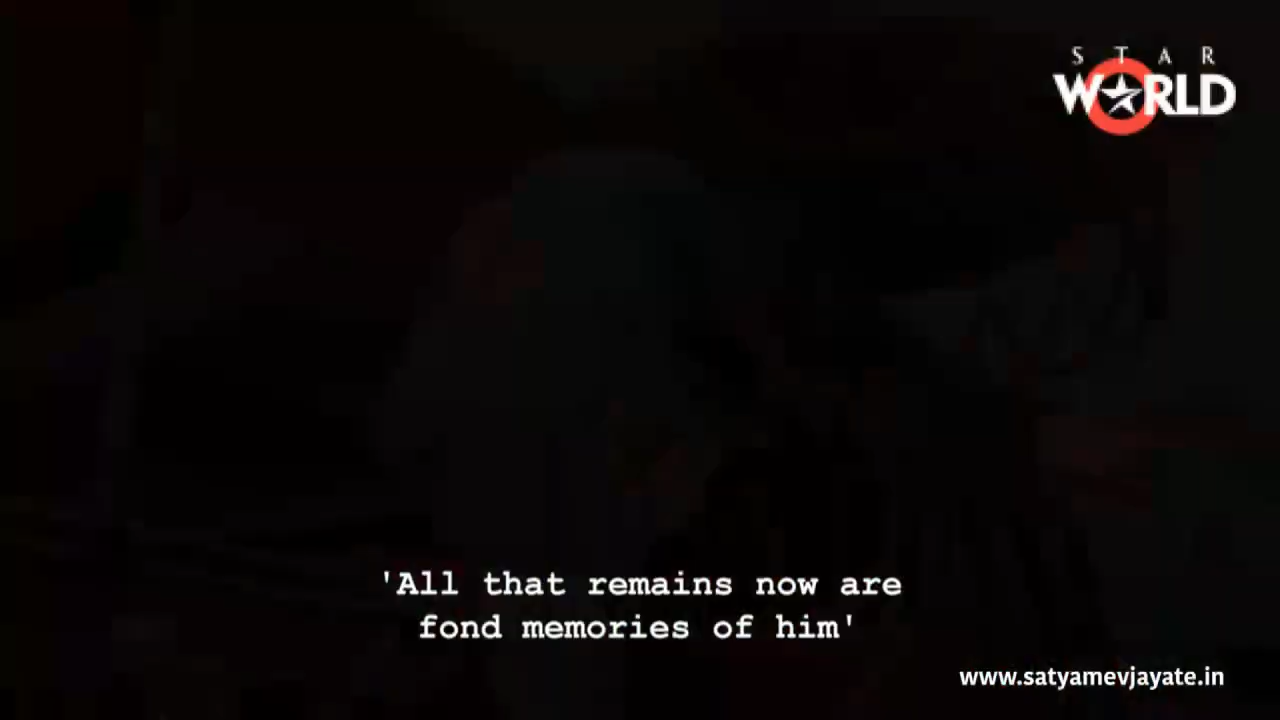 STAR
WORLD
'All that remains now are
fond memories of him'
www.satyamevjayate.in